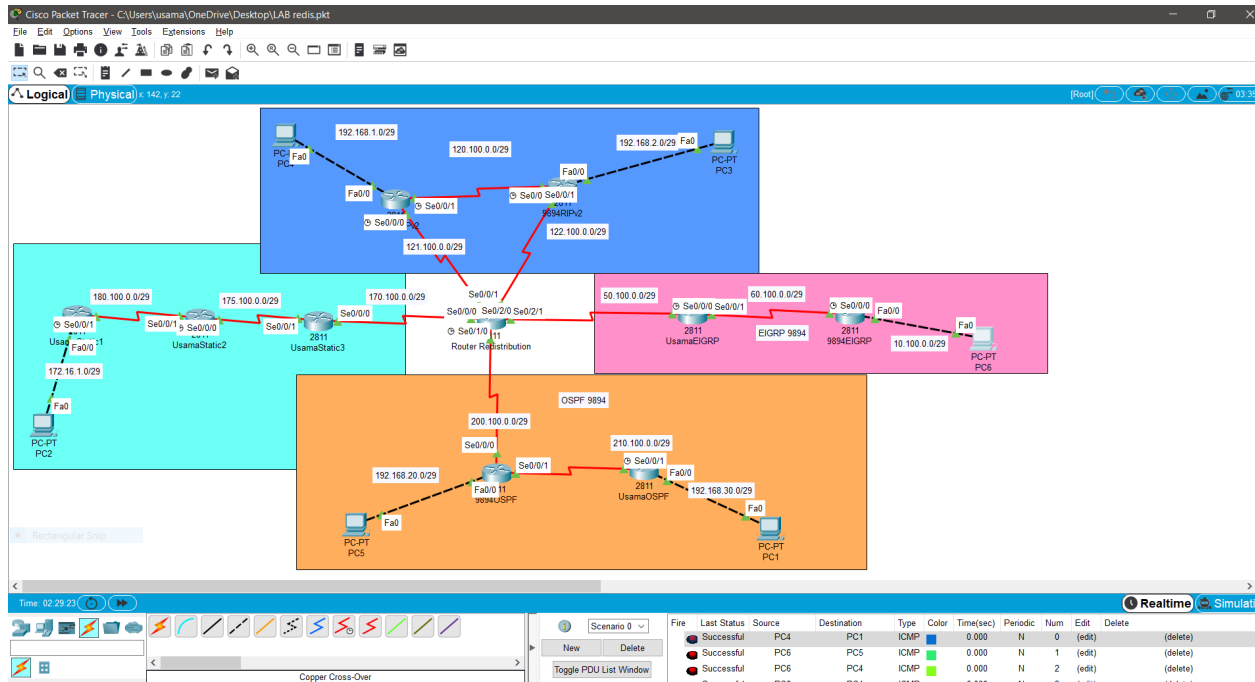 Cisco Packet Tracer - C:\Users\usama\OneDrive\Desktop\LAB redis.pkt
File Edit Options View Tools Extensions Help
Logical Physical x: 142, y: 22
[Root]
192.168.1.0/29
120.100.0.0/29
192.168.2.0/29 Fa0
Fa0
PC-PT
PC3
Fa0/0
Fa0/0
Se0/0/1
Se0/0 Se0/0/1
2811
9894RIPv2
Se0/0/0
121.100.0.0/29
122.100.0.0/29
180.100.0.0/29
175.100.0.0/29
170.100.0.0/29
Se0/0/1
50.100.0.0/29
60.100.0.0/29
Se0/0/1
Se0/0/1
Se0/0/0
Se0/0/1
Se0/0/0
Se0/0/0 Se0/2/0 Se0/2/1
Se0/0/0 Se0/0/1
Se0/0/0
Fa0/0
Se0/1/0
UsamaStatic2
2811
UsamaStatic3
Router Redistribution
2811
UsamaEIGRP
EIGRP 9894
2811
9894EIGRP
10.100.0.0/29
Fa0
PC-PT
PC6
Fa0/0
172.16.1.0/29
Fa0
PC-PT
PC2
OSPF 9894
200.100.0.0/29
Se0/0/0
210.100.0.0/29
Se0/0/1
Se0/0/1
Fa0/0
192.168.20.0/29
Fa0/0
9894OSPF
2811
UsamaOSPF
192.168.30.0/29
Fa0
Fa0
PC-PT
PC5
PC-PT
PC1
Rectangular Snip
Time: 02:29:23
Realtime
Scenario 0
New Delete
Toggle PDU List Window
Copper Cross-Over
Fire Last Status Source Destination Type Color Time(sec) Periodic Num Edit Delete
Successful PC4 PC1 ICMP 0.000 N 0 (edit) (delete)
Successful PC6 PC5 ICMP 0.000 N 1 (edit) (delete)
Successful PC6 PC4 ICMP 0.000 N 2 (edit) (delete)